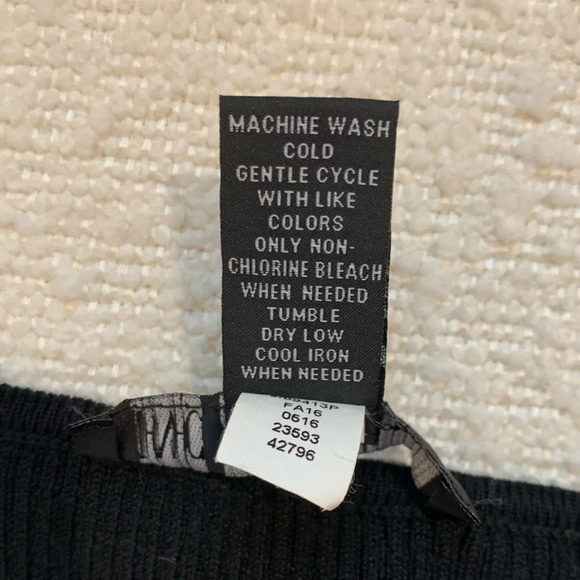 MACHINE WASH
COLD
GENTLE CYCLE
WITH LIKE
COLORS
ONLY NON-
CHLORINE BLEACH
WHEN NEEDED
TUMBLE
DRY LOW
COOL IRON
WHEN NEEDED
FA16
0516
23593
42796